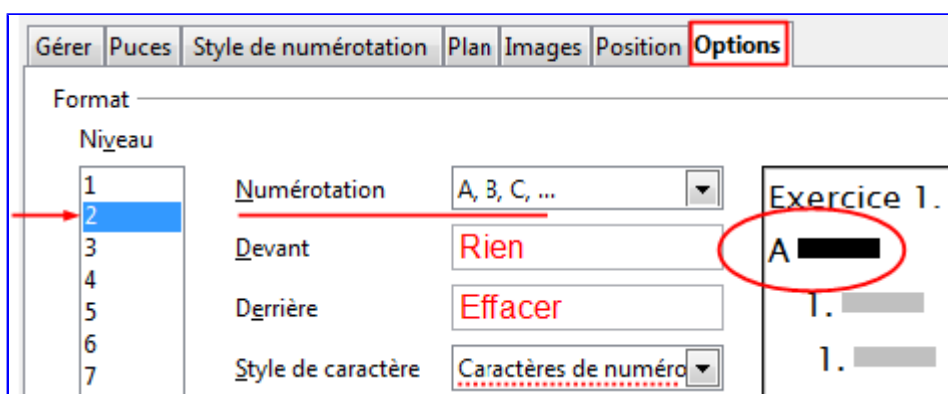 Gérer Puces Style de numérotation Plan Images Position Options
Format
Niveau
1
2
3
4
5
6
7
Numérotation A, B, C, ...
Devant Rien
Derrière Effacer
Style de caractère Caractères de numéro
Exercice 1.
A
1.
1.